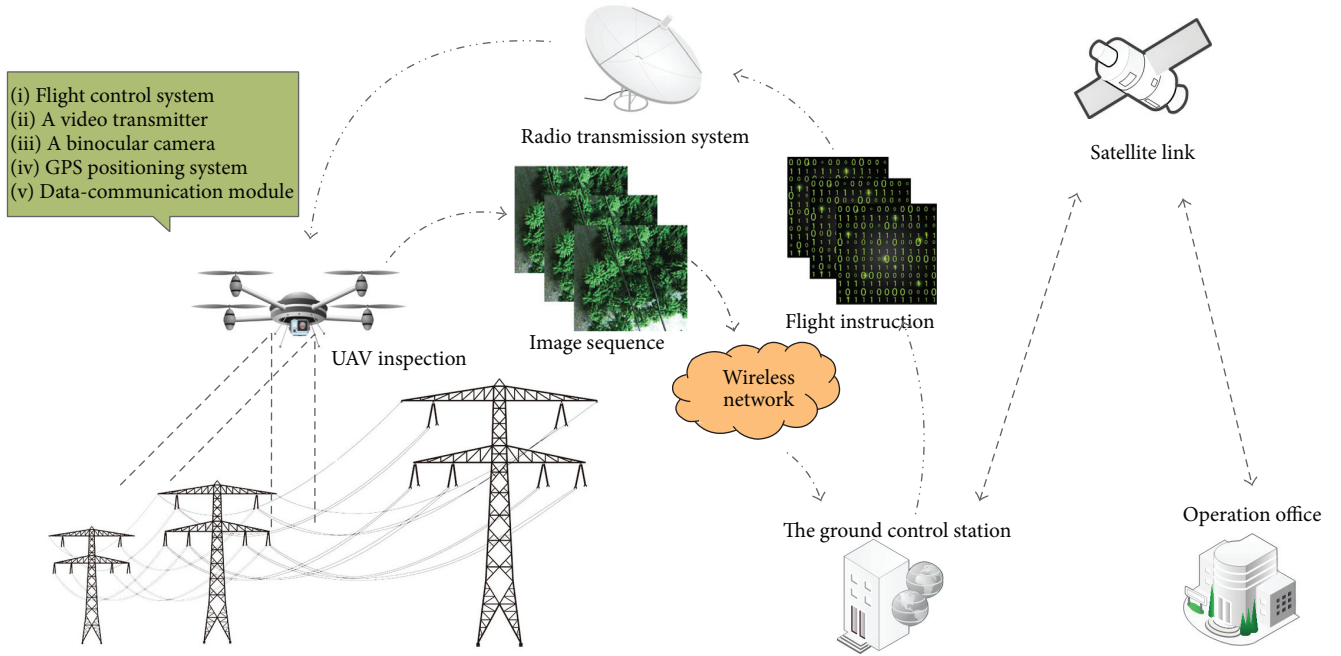 (i) Flight control system
(ii) A video transmitter
(iii) A binocular camera
(iv) GPS positioning system
(v) Data-communication module
Radio transmission system
Satellite link
UAV inspection
Image sequence
Flight instruction
Wireless
network
The ground control station
Operation office